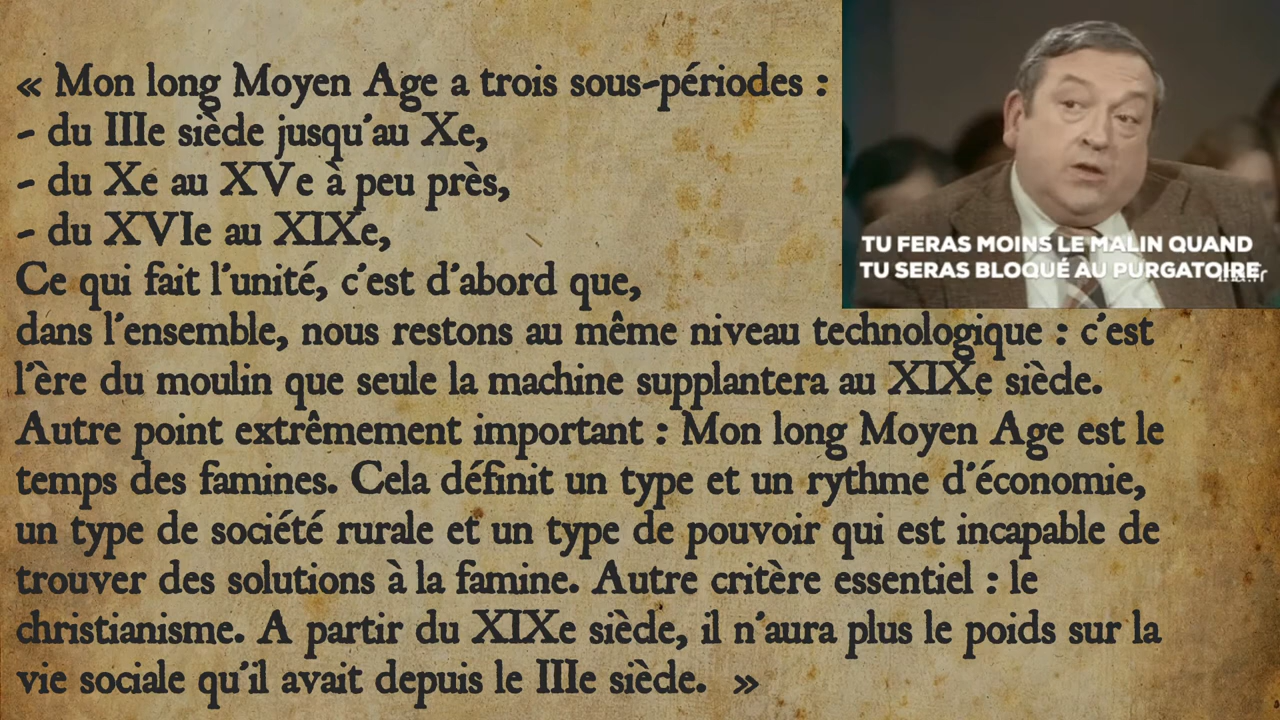 « Mon long Moyen Age a trois sous-périodes :
- du IIIe siècle jusqu'au Xe,
- du Xe au XVe à peu près,
- du XVIe au XIXe,
Ce qui fait l'unité, c'est d'abord que,
dans l'ensemble, nous restons au même niveau technologique : c'est
l'ère du moulin que seule la machine supplantera au XIXe siècle.
Autre point extrêmement important : Mon long Moyen Age est le
temps des famines. Cela définit un type et un rythme d'économie,
un type de société rurale et un type de pouvoir qui est incapable de
trouver des solutions à la famine. Autre critère essentiel : le
christianisme. A partir du XIXe siècle, il n'aura plus le poids sur la
vie sociale qu'il avait depuis le IIIe siècle. »
TU FERAS MOINS LE MALIN QUAND
TU SERAS BLOQUÉ AU PURGATOIRE